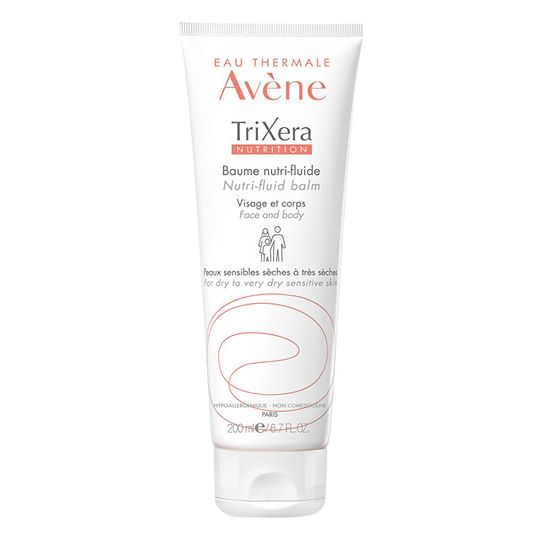 EAU THERMALE
Avène
TriXera
NUTRITION
Baume nutri-fluide
Nutri-fluid balm
Visage et corps
Face and body
Peaux sensibles sèches à très sèches
For dry to very dry sensitive skin
HYPOALLERGÉNIQUE - NON COMÉDOGÈNE
PARIS
200 ml e/6.7 FL.OZ.